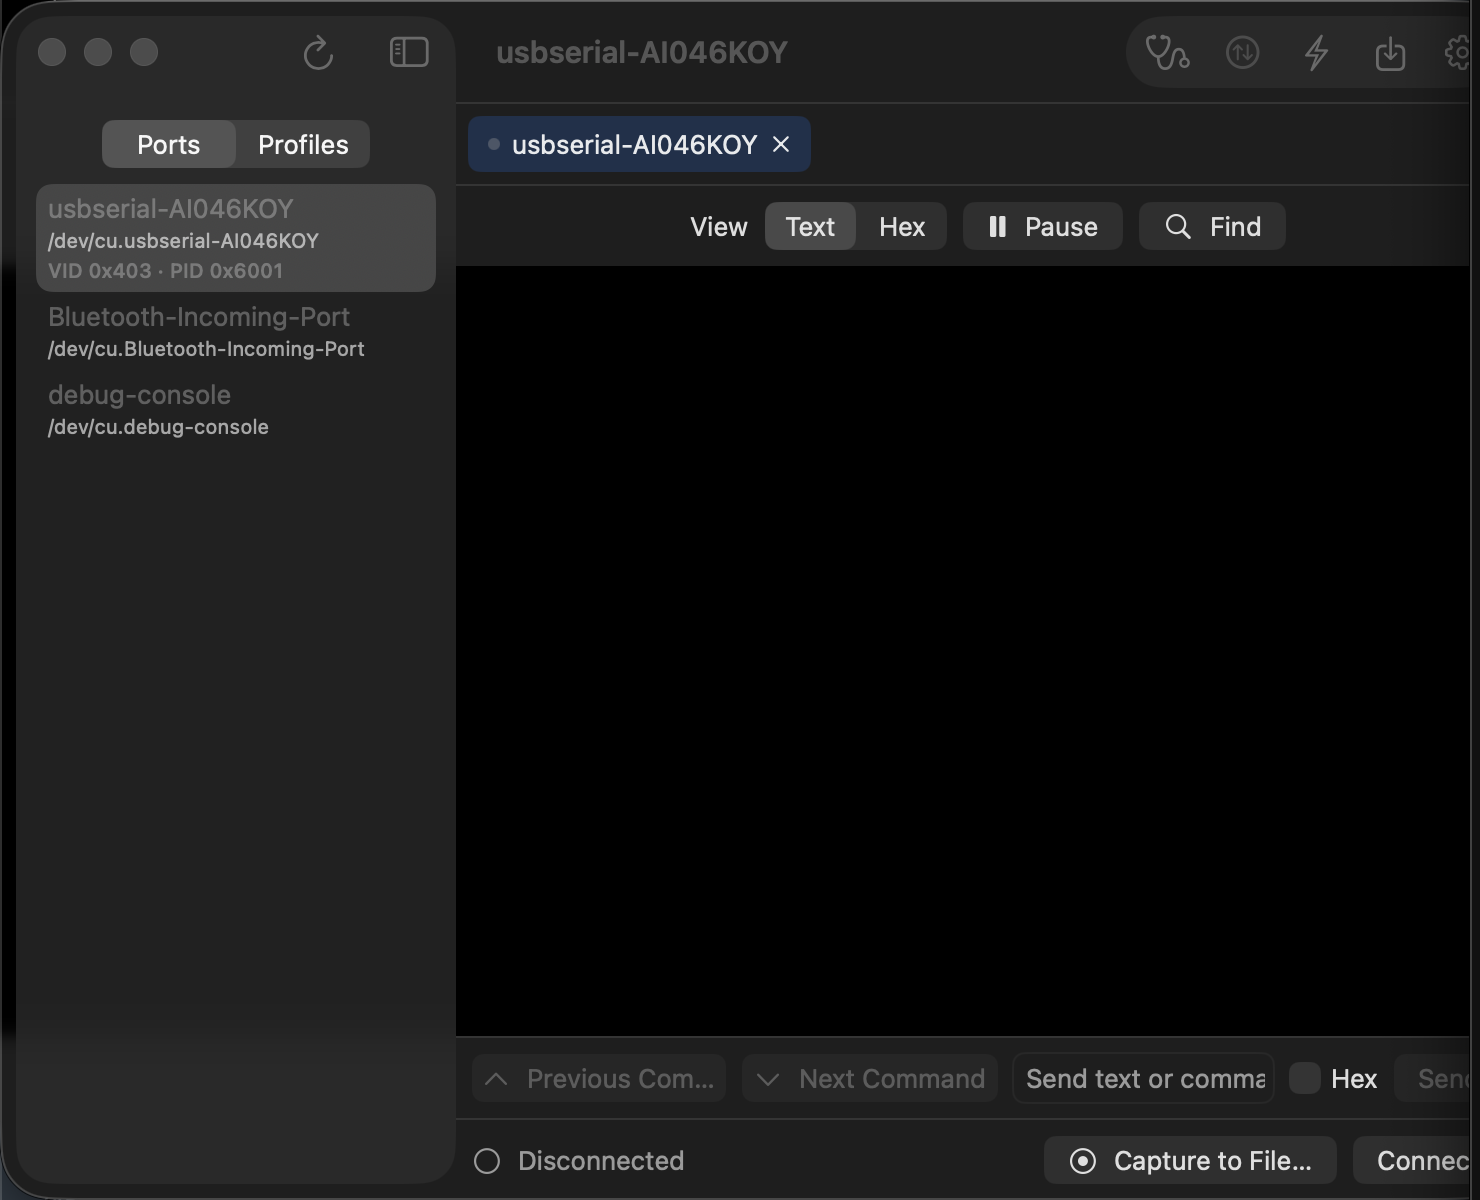 usbserial-AI046KOY
Ports
Profiles
usbserial-AI046KOY
/dev/cu.usbserial-AI046KOY
VID 0x403 · PID 0x6001
Bluetooth-Incoming-Port
/dev/cu.Bluetooth-Incoming-Port
debug-console
/dev/cu.debug-console
usbserial-AI046KOY
View
Text
Hex
Pause
Find
Previous Com...
Next Command
Send text or comma
Hex
Sen
Disconnected
Capture to File...
Connec